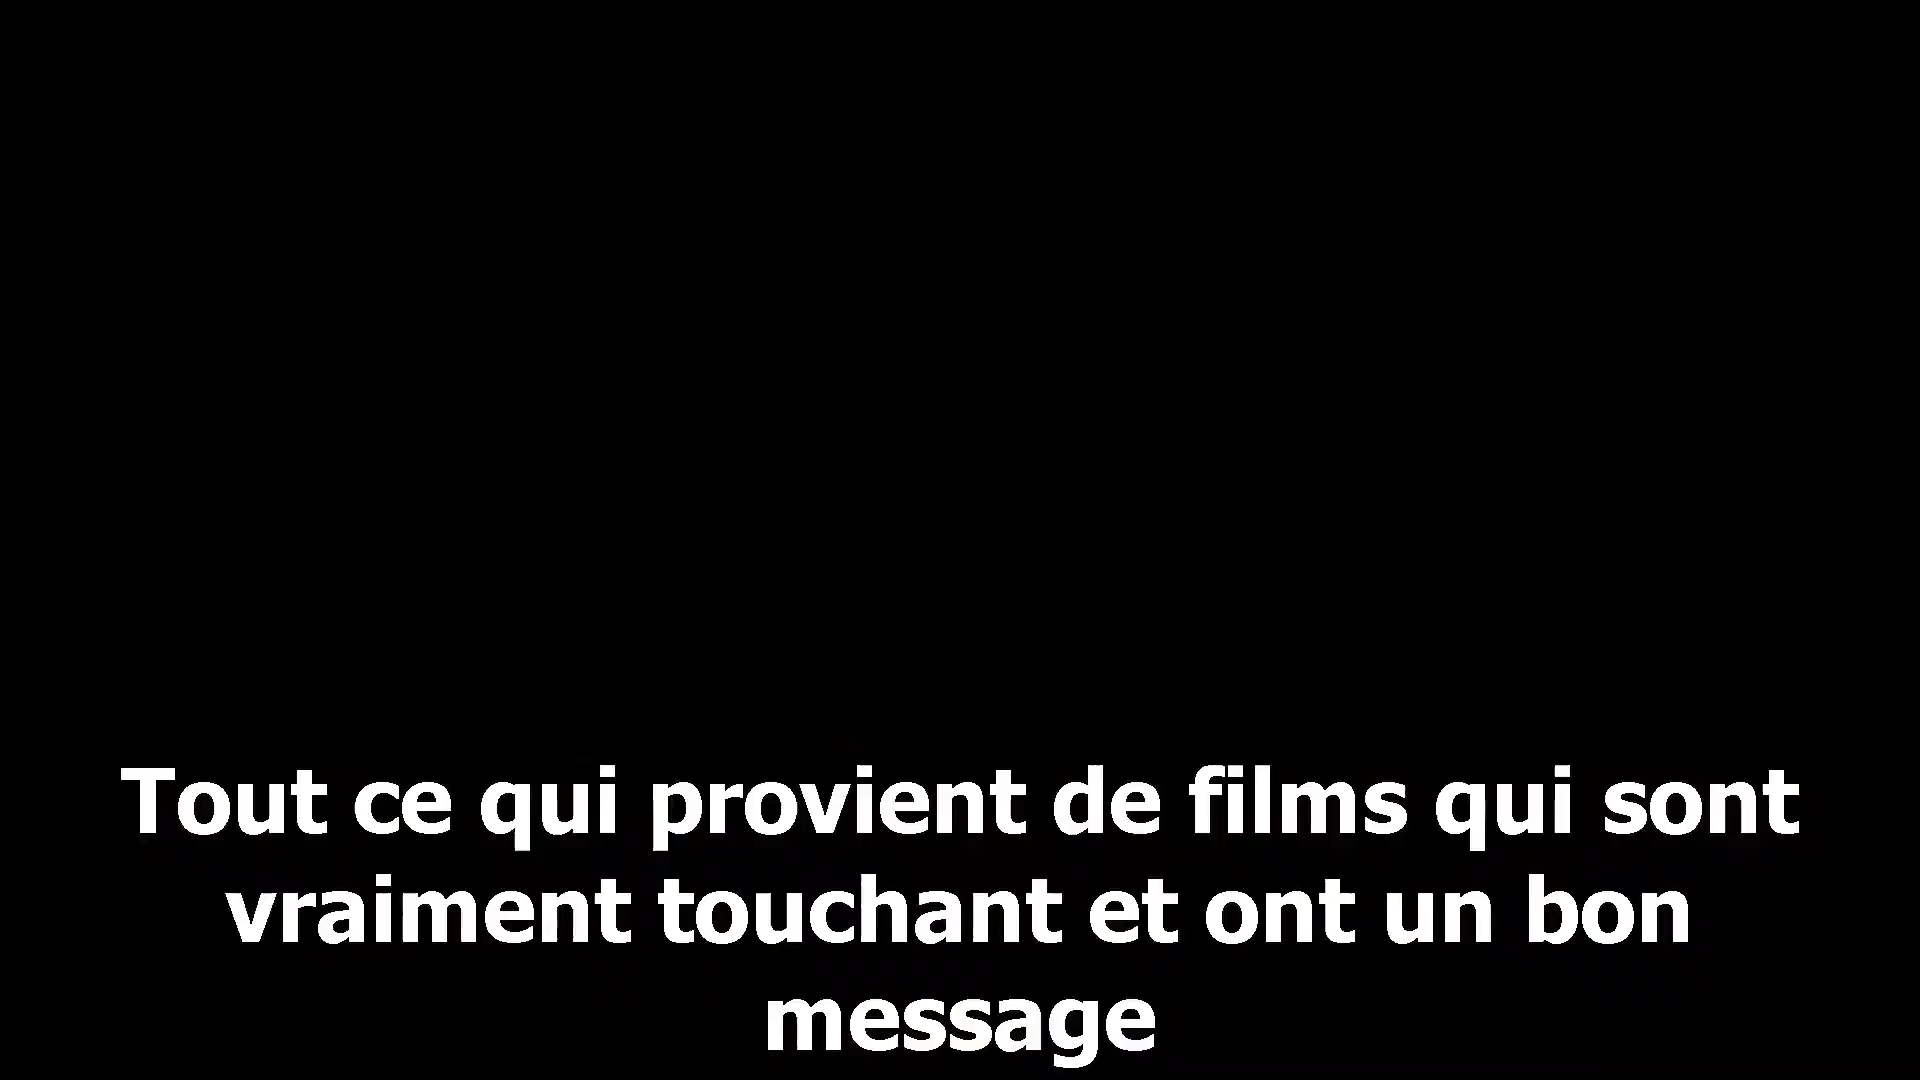 Tout ce qui provient de films qui sont
vraiment touchant et ont un bon
message